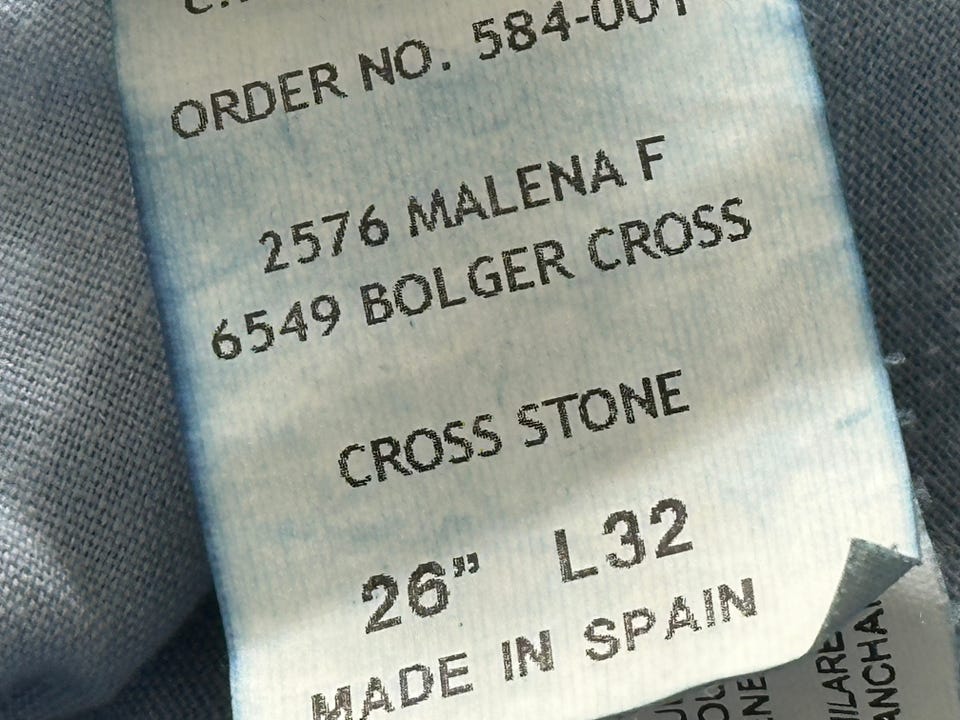 ORDER NO. 584-001
2576 MALENA F
6549 BOLGER CROSS
CROSS STONE
26” L32
MADE IN SPAIN